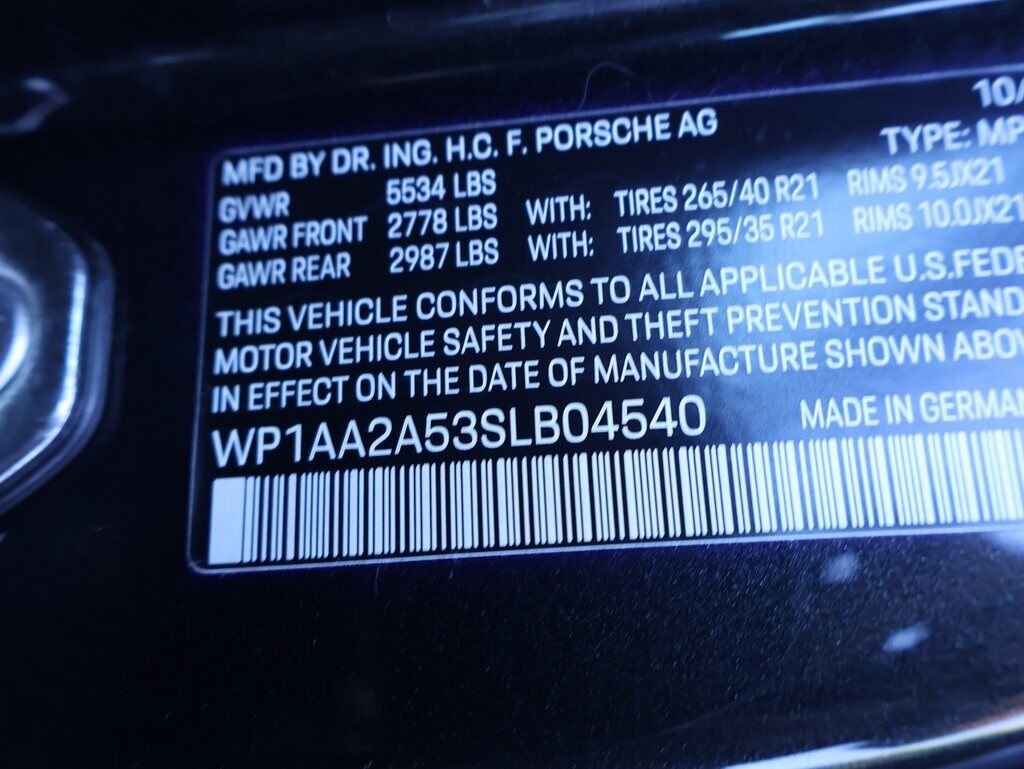 10/
MFD BY DR. ING. H.C. F. PORSCHE AG TYPE: MP
GVWR 5534 LBS
GAWR FRONT 2778 LBS WITH: TIRES 265/40 R21 RIMS 9.5JX21
GAWR REAR 2987 LBS WITH: TIRES 295/35 R21 RIMS 10.0JX21
THIS VEHICLE CONFORMS TO ALL APPLICABLE U.S.FEDE
MOTOR VEHICLE SAFETY AND THEFT PREVENTION STAND
IN EFFECT ON THE DATE OF MANUFACTURE SHOWN ABOV
WP1AA2A53SLB04540 MADE IN GERMAN